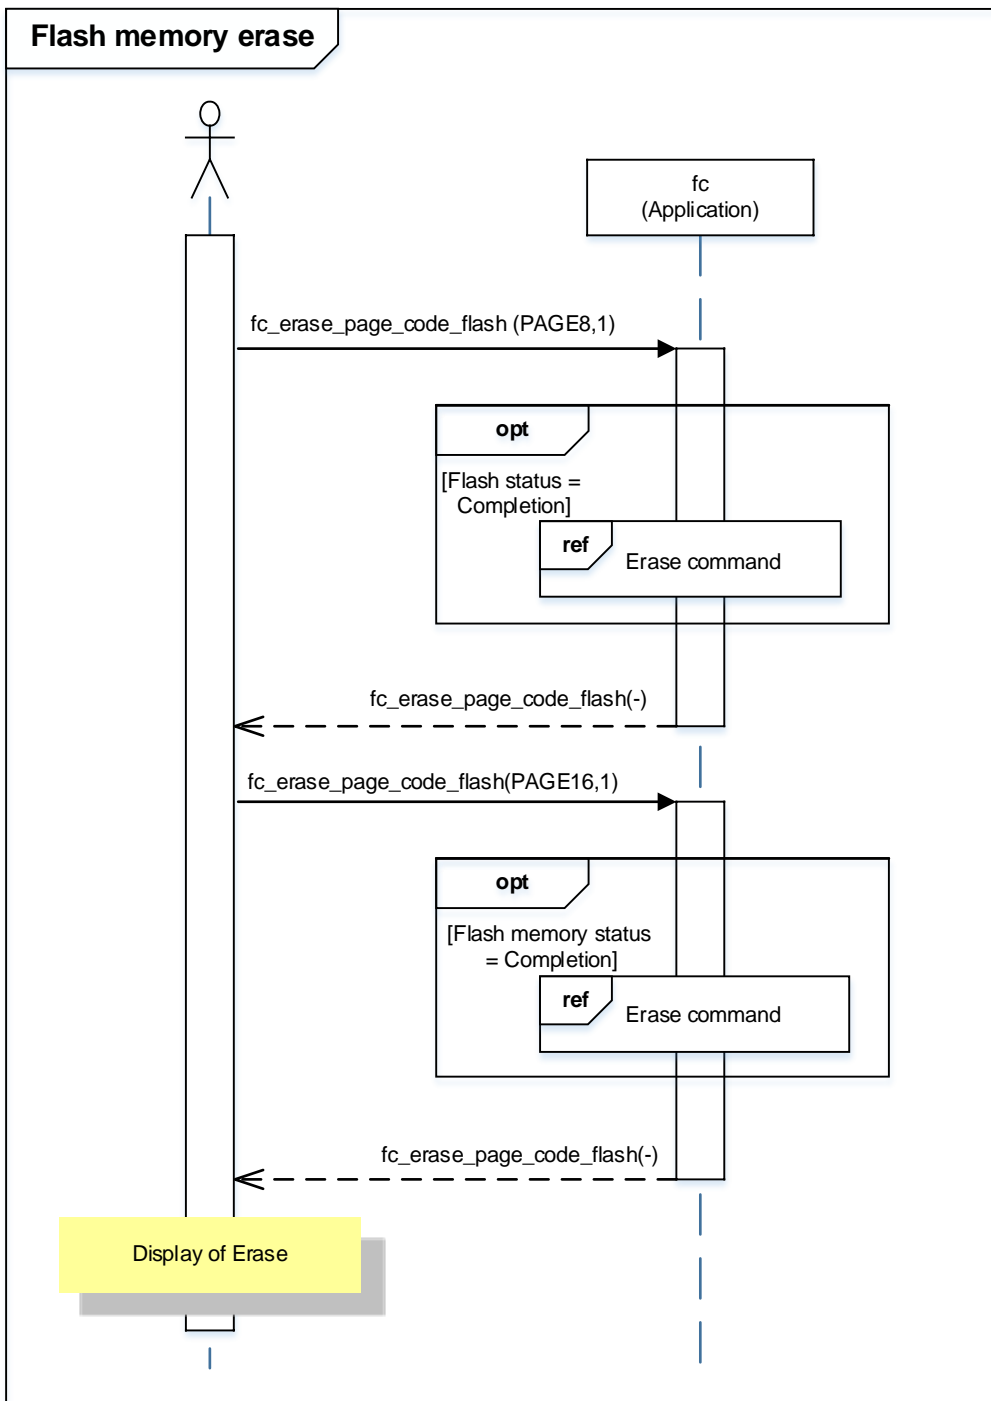 Flash memory erase
fc
(Application)
fc_erase_page_code_flash (PAGE8,1)
opt
[Flash status =
Completion]
ref
Erase command
fc_erase_page_code_flash(-)
fc_erase_page_code_flash(PAGE16,1)
opt
[Flash memory status
= Completion]
ref
Erase command
fc_erase_page_code_flash(-)
Display of Erase